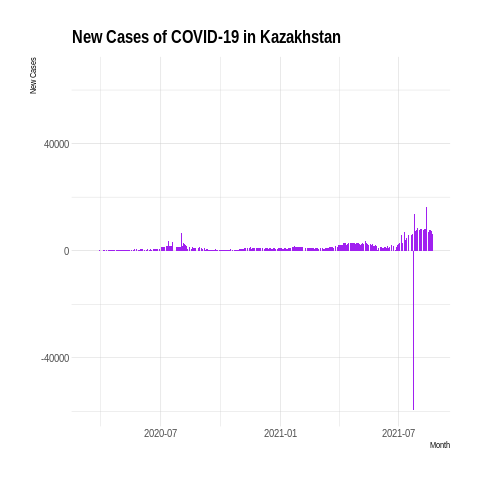 New Cases of COVID-19 in Kazakhstan
New Cases
40000
0
-40000
2020-07
2021-01
2021-07
Month